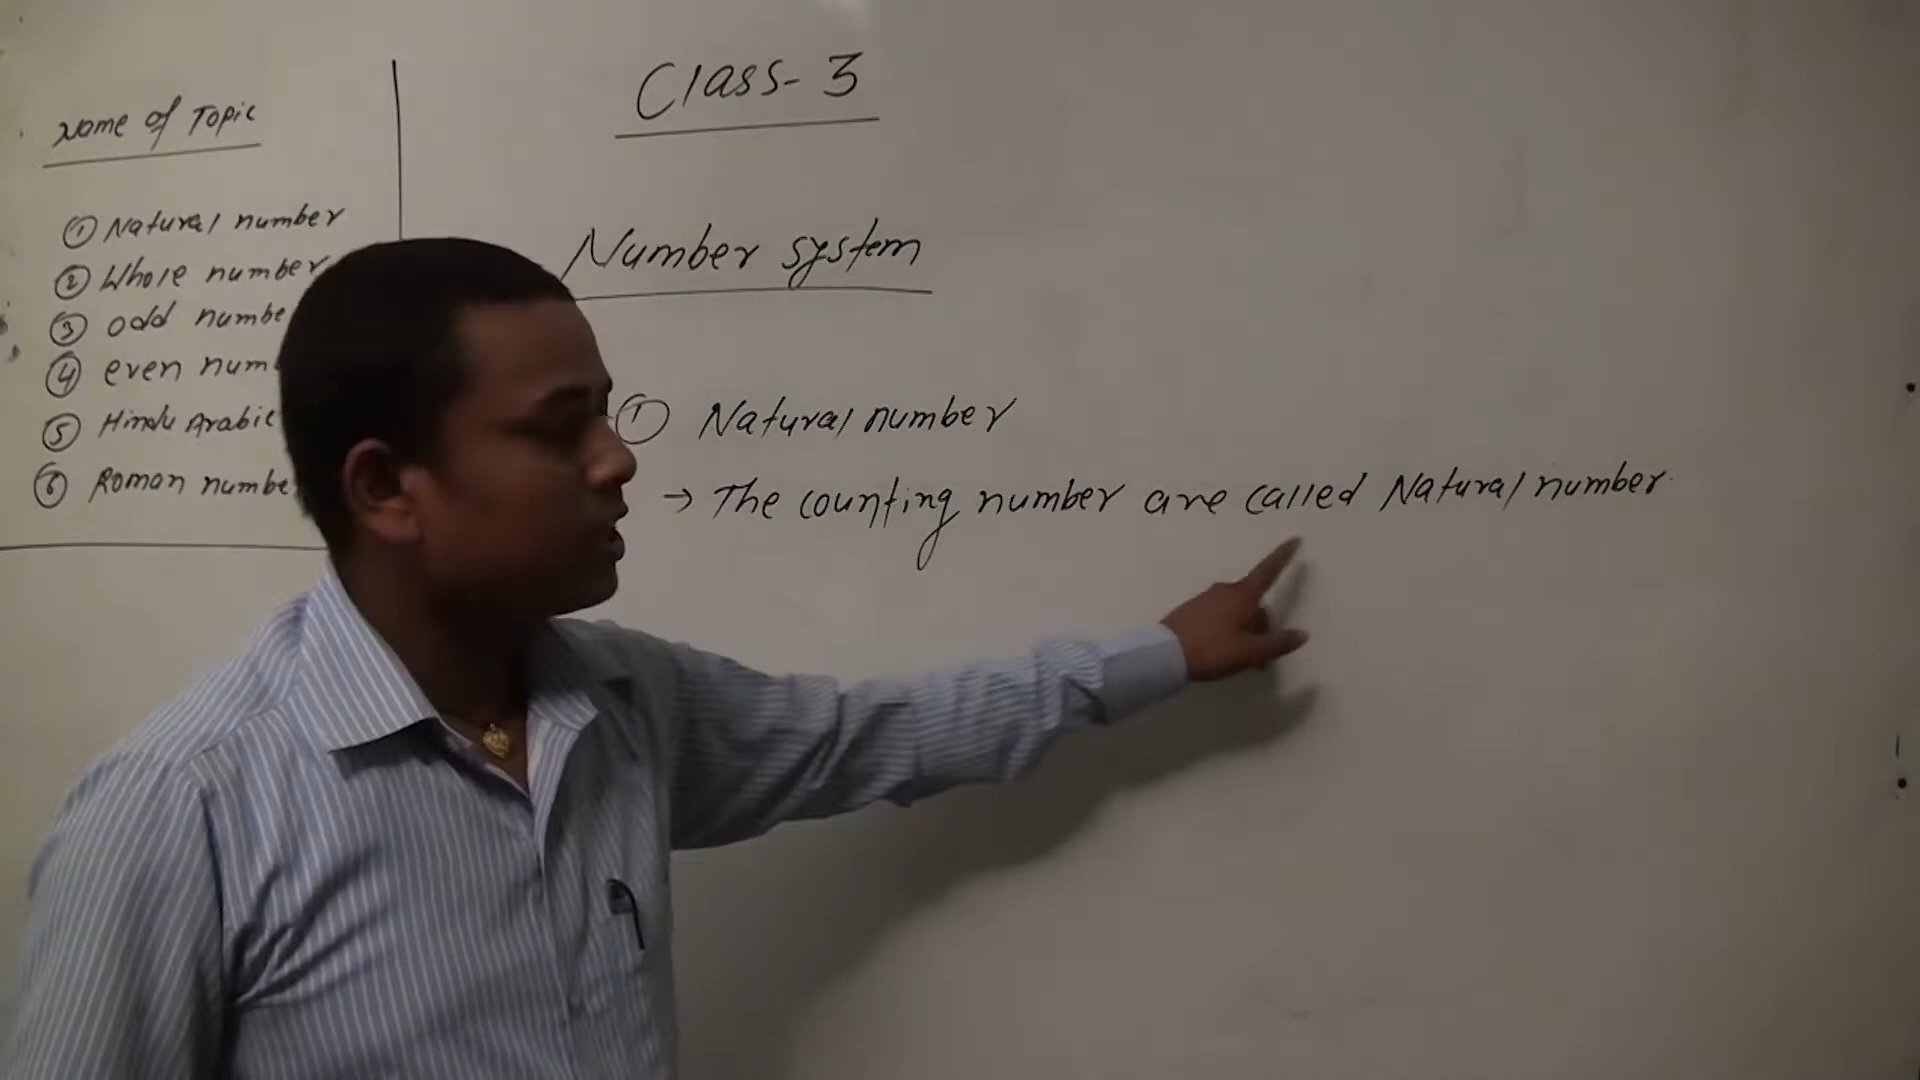 Name of Topic
① Natural number
② Whole number
③ odd numbe
④ even num
⑤ Hindu Arabic
⑥ Roman numbe
Class-3
Number system
① Natural number
→ The counting number are called Natural number.